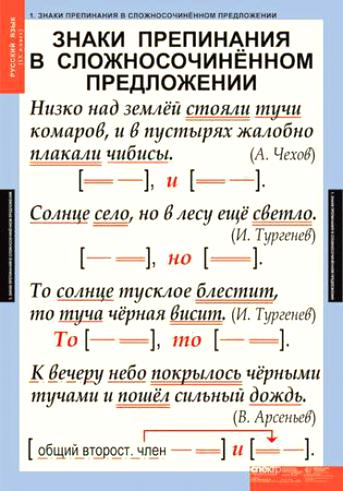 1. ЗНАКИ ПРЕПИНАНИЯ В СЛОЖНОСОЧИНЁННОМ ПРЕДЛОЖЕНИИ
РУССКИЙ ЯЗЫК
ЗНАКИ ПРЕПИНАНИЯ
В СЛОЖНОСОЧИНЁННОМ
ПРЕДЛОЖЕНИИ
Низко над землёй стояли тучи
комаров, и в пустырях жалобно
плакали чибисы. (А. Чехов)
[ ], и [ ].
Солнце село, но в лесу ещё светло.
(И. Тургенев)
[ ], но [ ].
То солнце тусклое блестит,
то туча чёрная висит. (И. Тургенев)
То [ ], то [ ].
К вечеру небо покрылось чёрными
тучами и пошёл сильный дождь.
(В. Арсеньев)
[ общий второст. член ] и [ ].
спектр